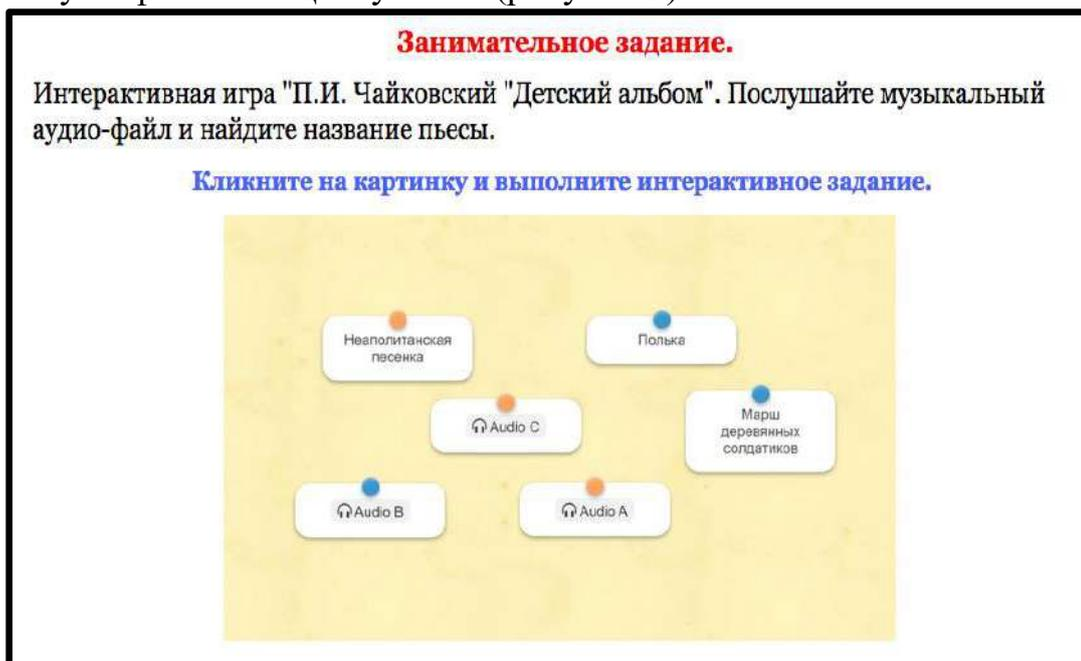 Занимательное задание.
Интерактивная игра "П.И. Чайковский "Детский альбом". Послушайте музыкальный
аудио-файл и найдите название пьесы.
Кликните на картинку и выполните интерактивное задание.
Неаполитанская
песенка
Полька
Audio C
Марш
деревянных
солдатиков
Audio B
Audio A